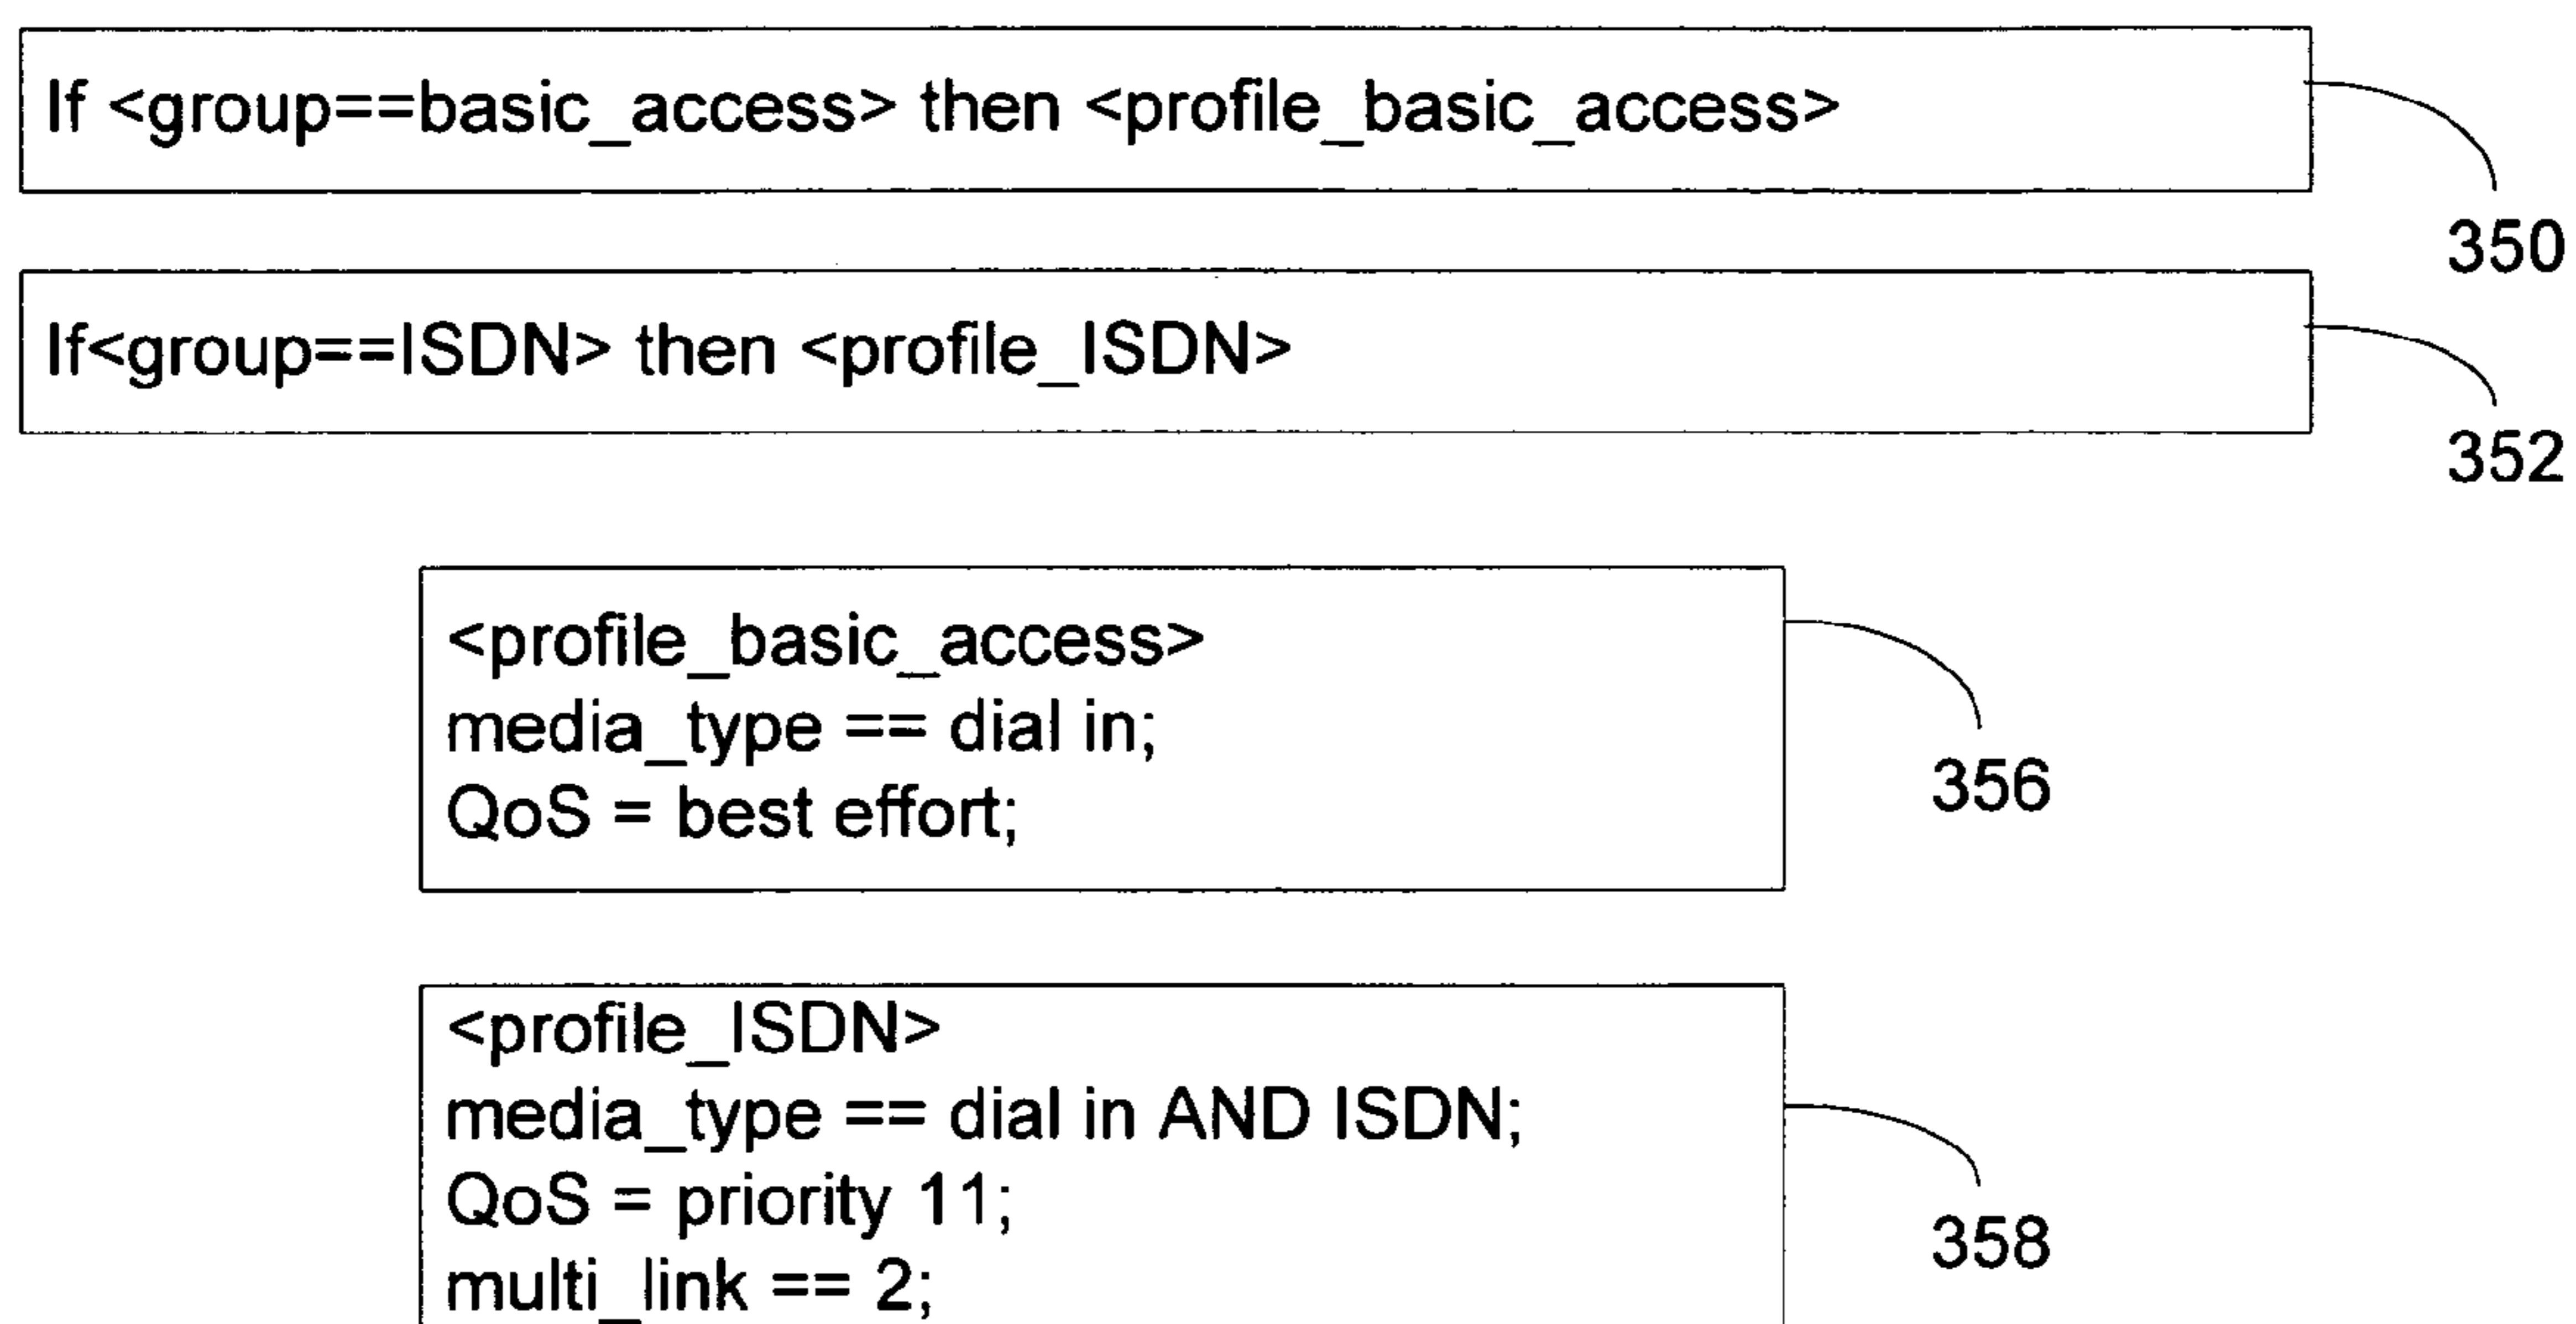 If <group==basic_access> then <profile_basic_access>
350
If<group==ISDN> then <profile_ISDN>
352
<profile_basic_access>
media_type == dial in;
QoS = best effort;
356
<profile_ISDN>
media_type == dial in AND ISDN;
QoS = priority 11;
multi_link == 2;
358